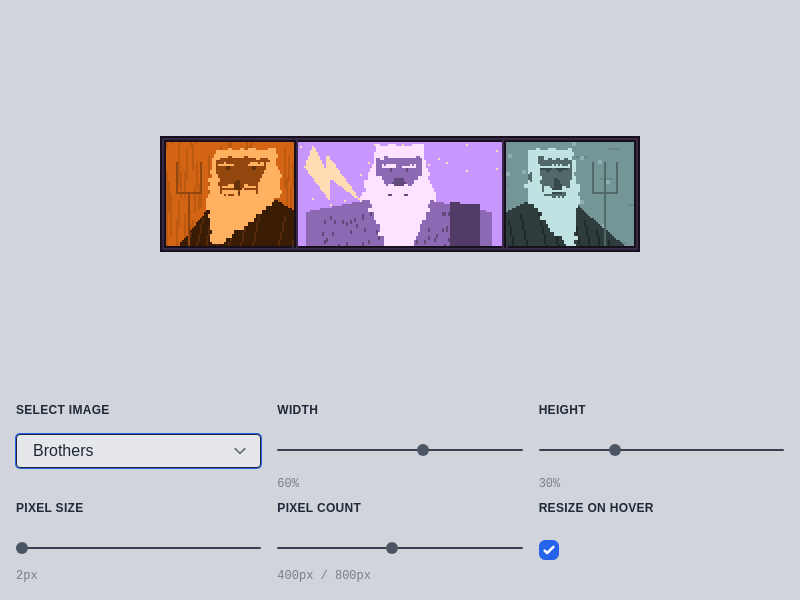 SELECT IMAGE
WIDTH
HEIGHT
Brothers
60%
30%
PIXEL SIZE
PIXEL COUNT
RESIZE ON HOVER
2px
400px / 800px